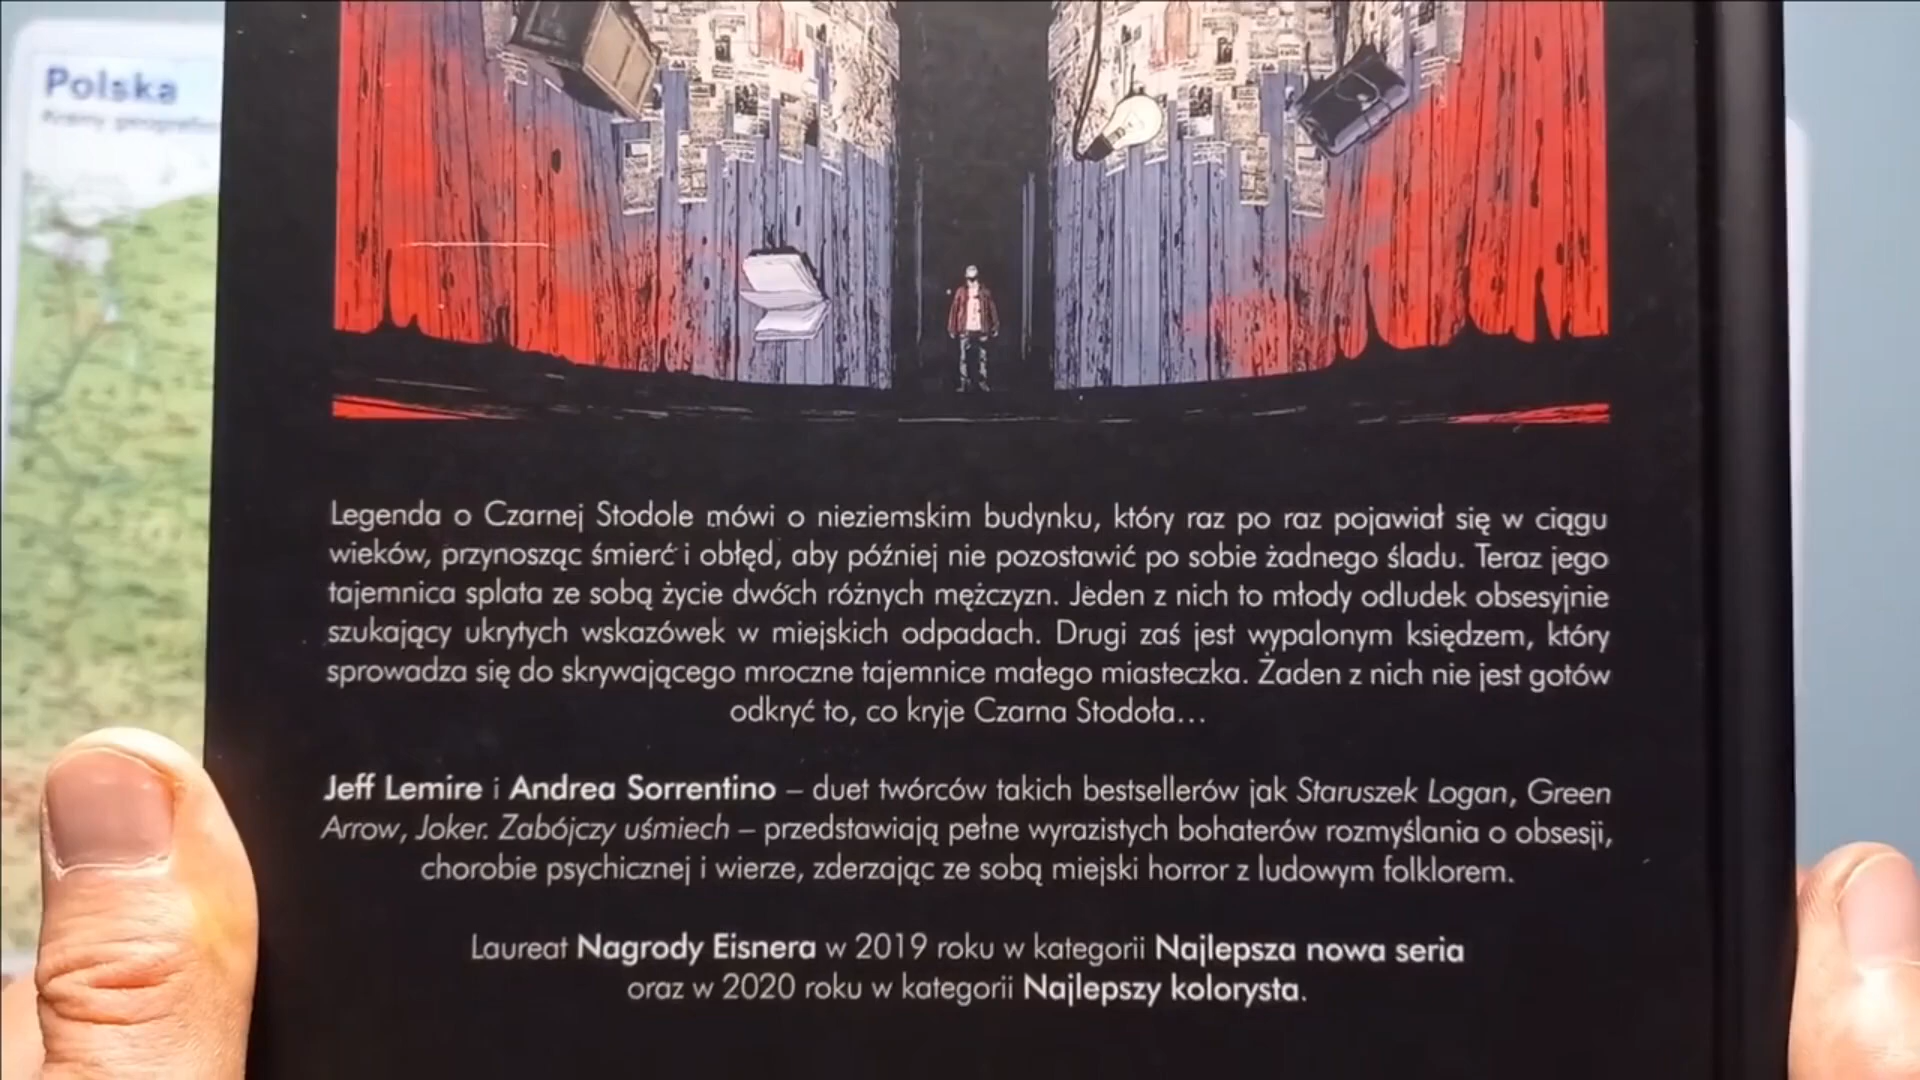 Polska
Krainy
Legenda o Czarnej Stodole mówi o nieziemskim budynku, który raz po raz pojawiał się w ciągu
wieków, przynosząc śmierć i obłęd, aby później nie pozostawić po sobie żadnego śladu. Teraz jego
tajemnica splata ze sobą życie dwóch różnych mężczyzn. Jeden z nich to młody odludek obsesyjnie
szukający ukrytych wskazówek w miejskich odpadach. Drugi zaś jest wypalonym księdzem, który
sprowadza się do skrywającego mroczne tajemnice małego miasteczka. Żaden z nich nie jest gotów
odkryć to, co kryje Czarna Stodoła...
Jeff Lemire i Andrea Sorrentino – duet twórców takich bestsellerów jak Staruszek Logan, Green
Arrow, Joker. Zabójczy uśmiech – przedstawiają pełne wyrazistych bohaterów rozmyślania o obsesji,
chorobie psychicznej i wierze, zderzając ze sobą miejski horror z ludowym folklorem.
Laureat Nagrody Eisnera w 2019 roku w kategorii Najlepsza nowa seria
oraz w 2020 roku w kategorii Najlepszy kolorysta.